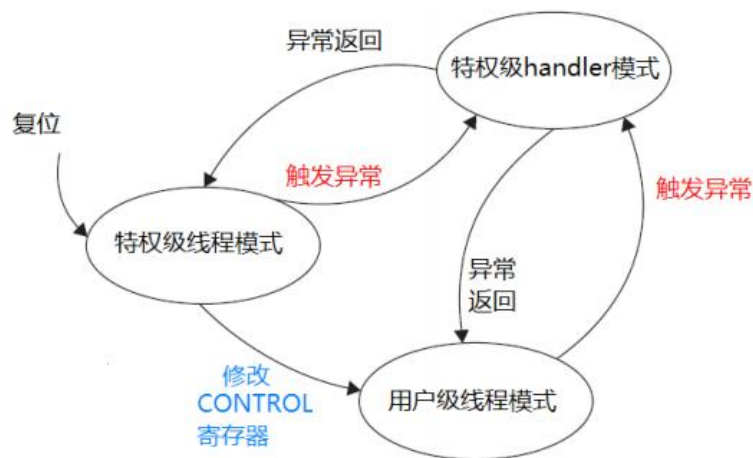 异常返回
特权级handler模式
复位
触发异常
触发异常
特权级线程模式
异常
返回
修改
CONTROL
寄存器
用户级线程模式